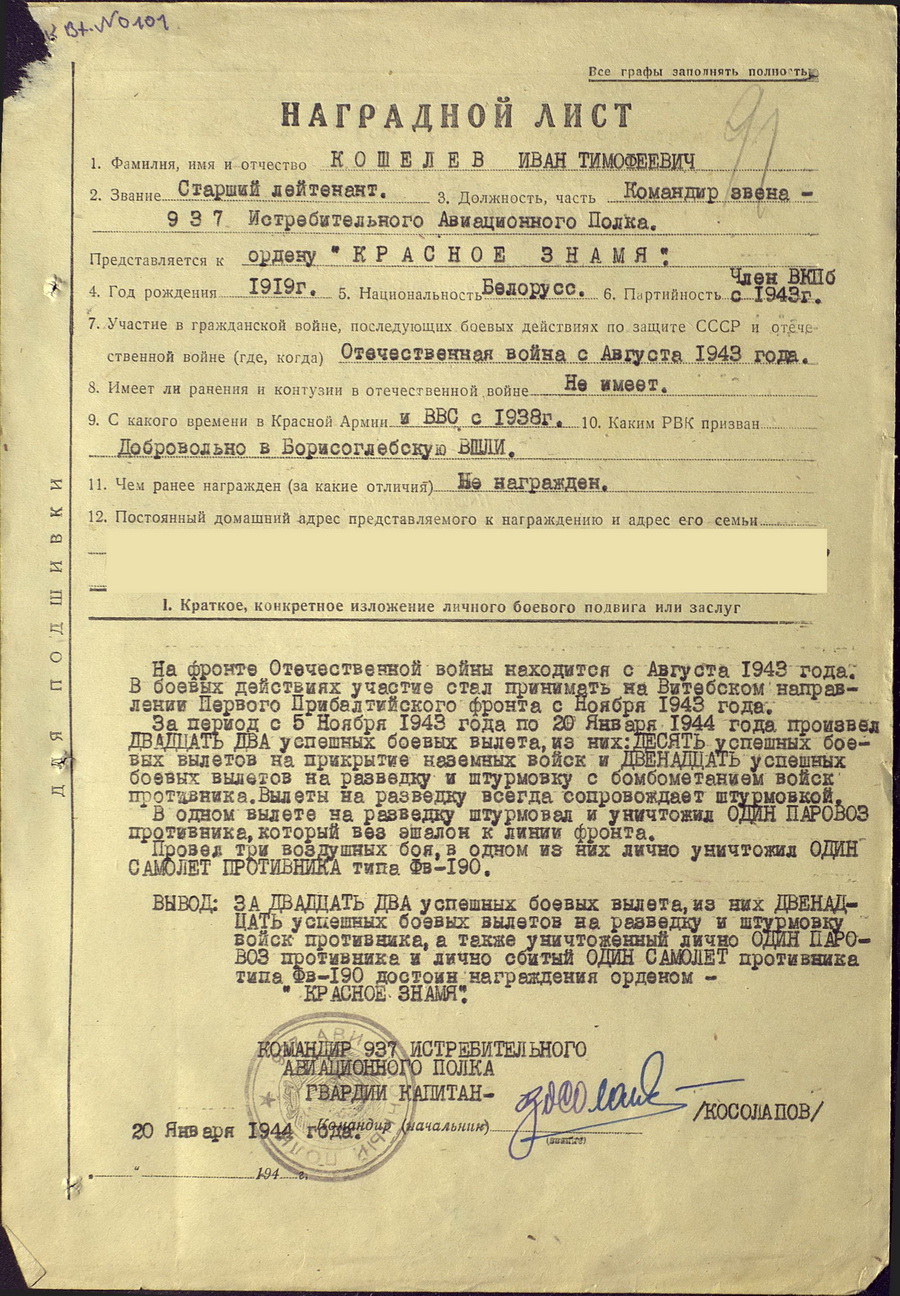 Вх. №0101
Все графы заполнять полностью
НАГРАДНОЙ ЛИСТ
91
1. Фамилия, имя и отчество КОШЕЛЕВ ИВАН ТИМОФЕЕВИЧ
2. Звание Старший лейтенант. 3. Должность, часть Командир звена –
937 Истребительного Авиационного Полка.
Представляется к ордену "КРАСНОЕ ЗНАМЯ".
4. Год рождения 1919г. 5. Национальность Белорусс. 6. Партийность Член ВКПб с 1943г.
7. Участие в гражданской войне, последующих боевых действиях по защите СССР и отече-
ственной войне (где, когда) Отечественная война с Августа 1943 года.
8. Имеет ли ранения и контузии в отечественной войне Не имеет.
9. С какого времени в Красной Армии и ВВС с 1938г. 10. Каким РВК призван
Добровольно в Борисоглебскую ВШЛИ.
11. Чем ранее награжден (за какие отличия) Не награжден.
12. Постоянный домашний адрес представляемого к награждению и адрес его семьи
ДЛЯ ПОДШИВКИ
I. Краткое, конкретное изложение личного боевого подвига или заслуг
На фронте Отечественной войны находится с Августа 1943 года.
В боевых действиях участие стал принимать на Витебском направ-
лении Первого Прибалтийского фронта с Ноября 1943 года.
За период с 5 Ноября 1943 года по 20 Января 1944 года произвел
ДВАДЦАТЬ ДВА успешных боевых вылета, из них: ДЕСЯТЬ успешных бое-
вых вылетов на прикрытие наземных войск и ДВЕНАДЦАТЬ успешных
боевых вылетов на разведку и штурмовку с бомбометанием войск
противника. Вылеты на разведку всегда сопровождает штурмовкой.
В одном вылете на разведку штурмовал и уничтожил ОДИН ПАРОВОЗ
противника, который вез эшалон к линии фронта.
Провел три воздушных боя, в одном из них лично уничтожил ОДИН
САМОЛЕТ ПРОТИВНИКА типа Фв-190.
ВЫВОД: ЗА ДВАДЦАТЬ ДВА успешных боевых вылета, из них ДВЕНАД-
ЦАТЬ успешных боевых вылетов на разведку и штурмовку
войск противника, а также уничтоженный лично ОДИН ПАРО-
ВОЗ противника и лично сбитый ОДИН САМОЛЕТ противника
типа Фв-190 достоин награждения орденом –
" КРАСНОЕ ЗНАМЯ".
КОМАНДИР 937 ИСТРЕБИТЕЛЬНОГО
АВИАЦИОННОГО ПОЛКА
ГВАРДИИ КАПИТАН-
Косолапов /КОСОЛАПОВ/
20 Января 1944 года. Командир (начальник)
" 194 г.